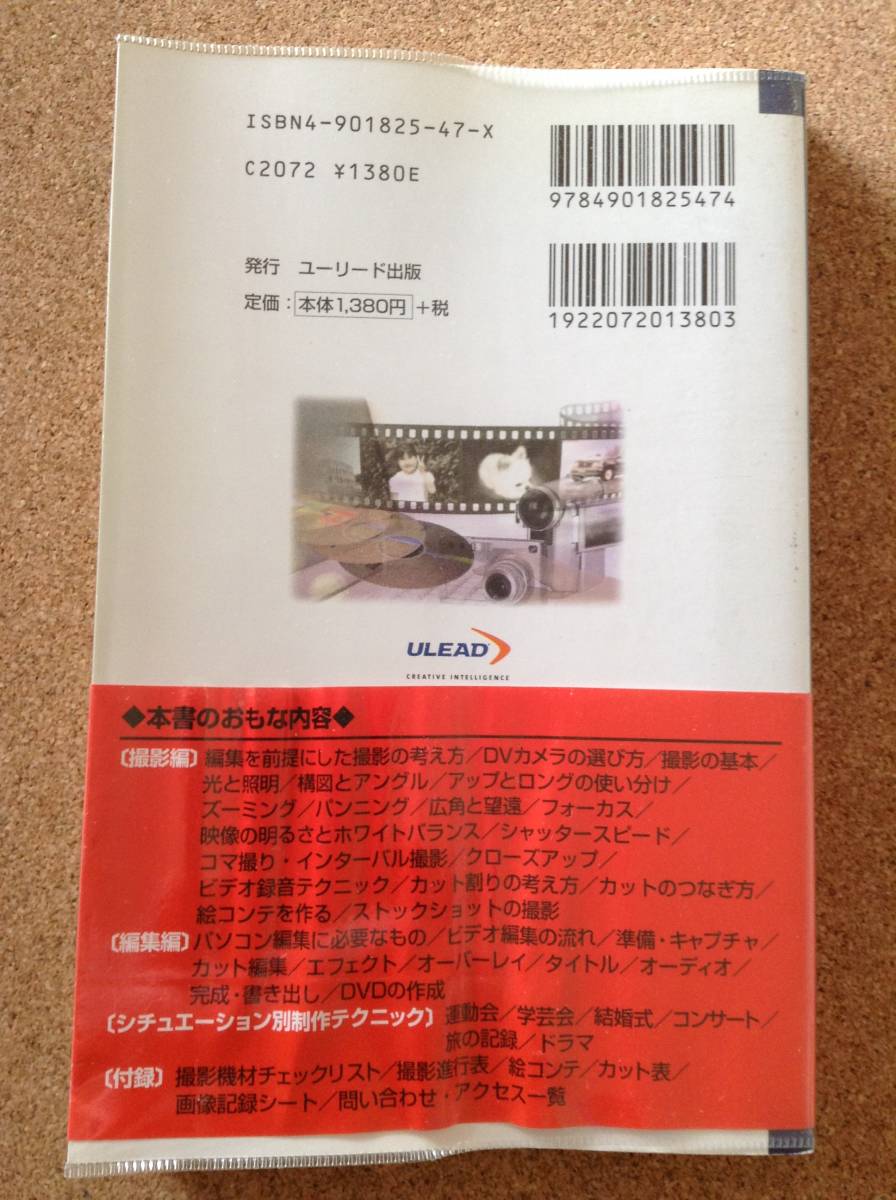 ISBN4-901825-47-X
C2072 ¥1380E
9784901825474
発行 ユーリード出版
定価：本体1,380円＋税
1922072013803
ULEAD
CREATIVE INTELLIGENCE
◆本書のおもな内容◆
〔撮影編〕編集を前提にした撮影の考え方／DVカメラの選び方／撮影の基本／
光と照明／構図とアングル／アップとロングの使い分け／
ズーミング／パンニング／広角と望遠／フォーカス／
映像の明るさとホワイトバランス／シャッタースピード／
コマ撮り・インターバル撮影／クローズアップ／
ビデオ録音テクニック／カット割りの考え方／カットのつなぎ方／
絵コンテを作る／ストックショットの撮影
〔編集編〕パソコン編集に必要なもの／ビデオ編集の流れ／準備・キャプチャ／
カット編集／エフェクト／オーバーレイ／タイトル／オーディオ／
完成・書き出し／DVDの作成
〔シチュエーション別制作テクニック〕運動会／学芸会／結婚式／コンサート／
旅の記録／ドラマ
〔付録〕撮影機材チェックリスト／撮影進行表／絵コンテ／カット表／
画像記録シート／問い合わせ・アクセス一覧